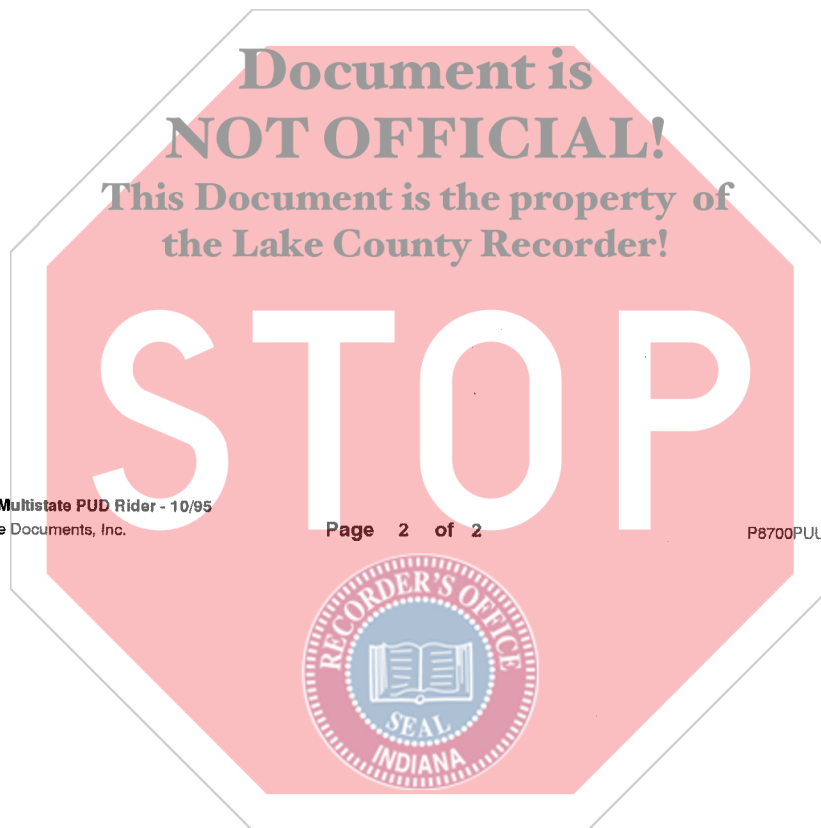 Document is
NOT OFFICIAL!
This Document is the property of
the Lake County Recorder!
STOP
Multistate PUD Rider - 10/95
e Documents, Inc.
Page 2 of 2
P8700PUU
RECORDER'S OFFICE
SEAL
INDIANA